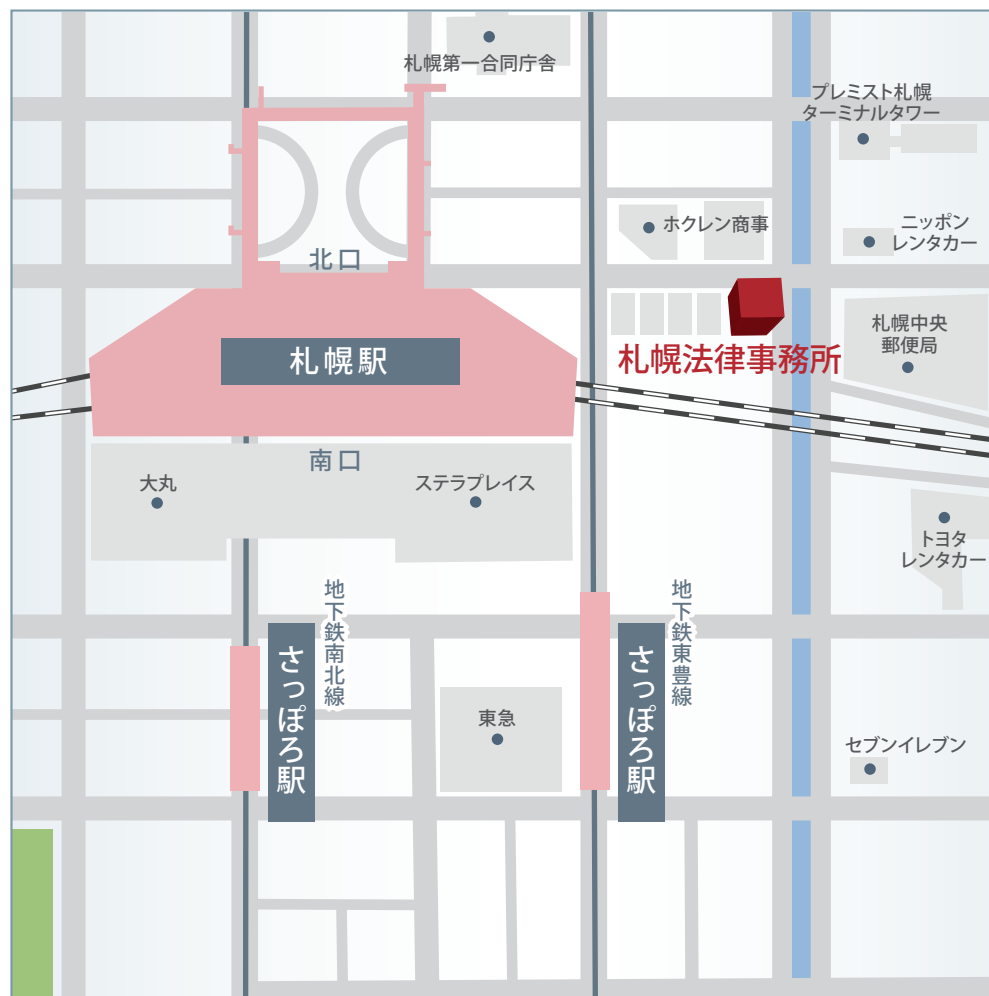 札幌第一合同庁舎
プレミスト札幌
ターミナルタワー
ホクレン商事
ニッポン
レンタカー
北口
札幌中央
郵便局
札幌法律事務所
札幌駅
南口
大丸
ステラプレイス
トヨタ
レンタカー
地下鉄南北線
さっぽろ駅
地下鉄東豊線
さっぽろ駅
東急
セブンイレブン